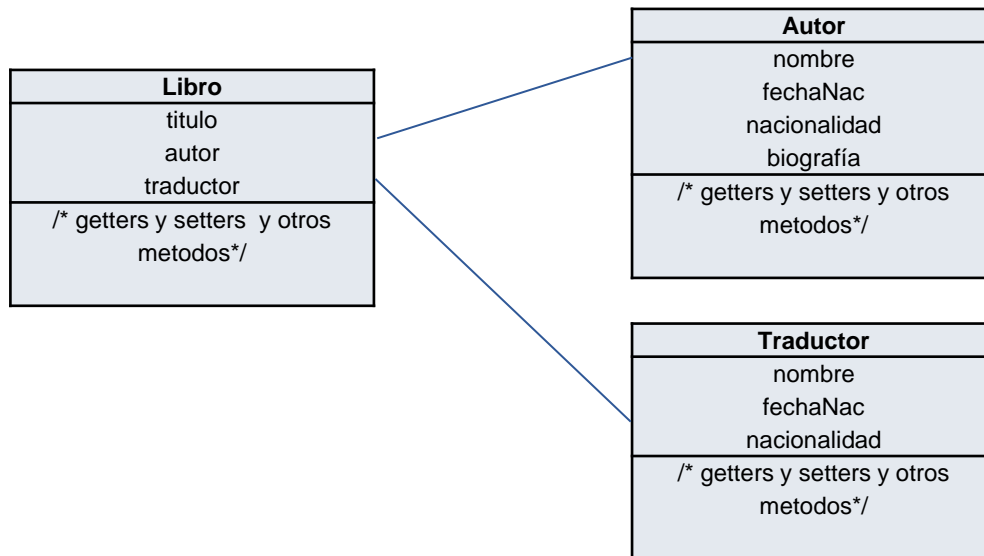 Libro
titulo
autor
traductor
/* getters y setters y otros
metodos*/
Autor
nombre
fechaNac
nacionalidad
biografía
/* getters y setters y otros
metodos*/
Traductor
nombre
fechaNac
nacionalidad
/* getters y setters y otros
metodos*/